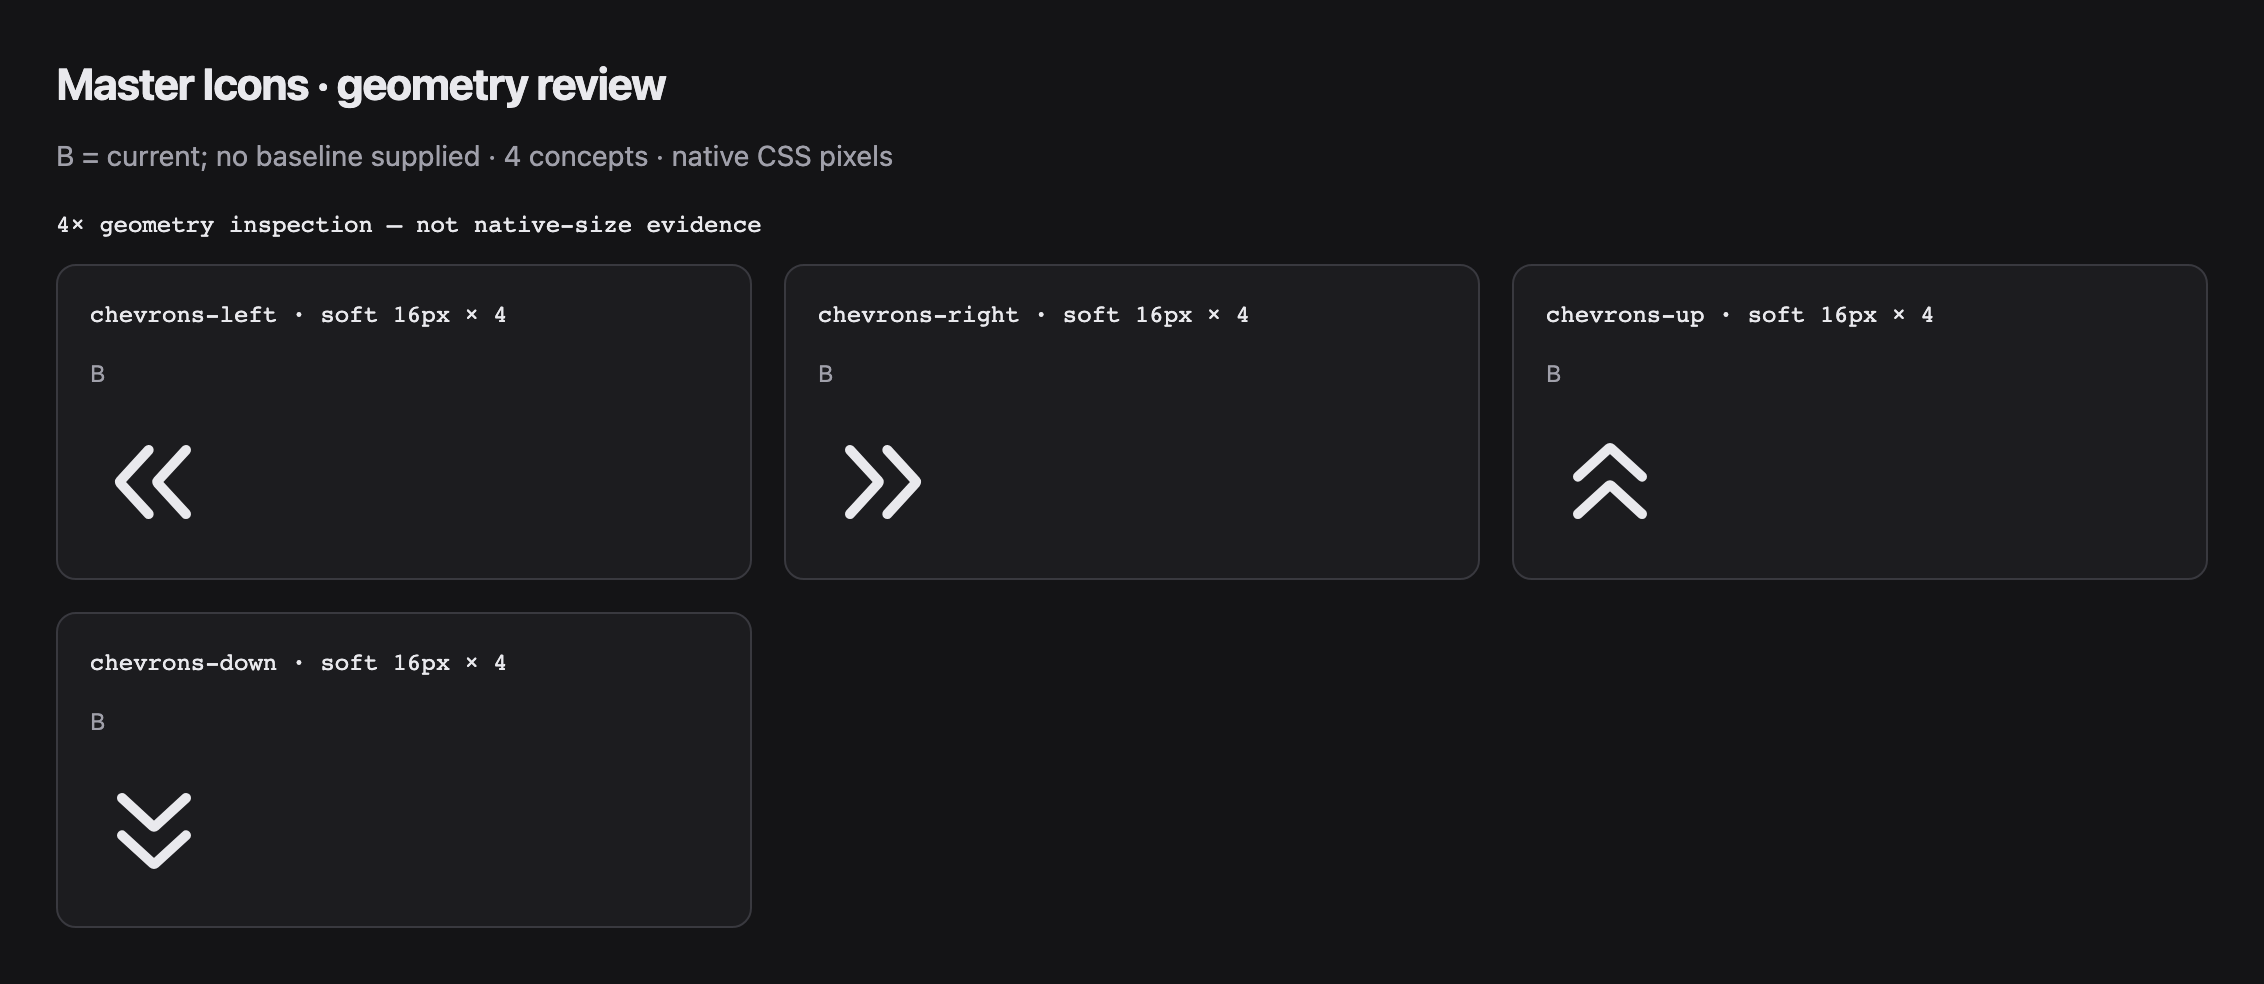 Master Icons · geometry review
B = current; no baseline supplied · 4 concepts · native CSS pixels
4× geometry inspection — not native-size evidence
chevrons-left · soft 16px × 4
B
chevrons-right · soft 16px × 4
B
chevrons-up · soft 16px × 4
B
chevrons-down · soft 16px × 4
B